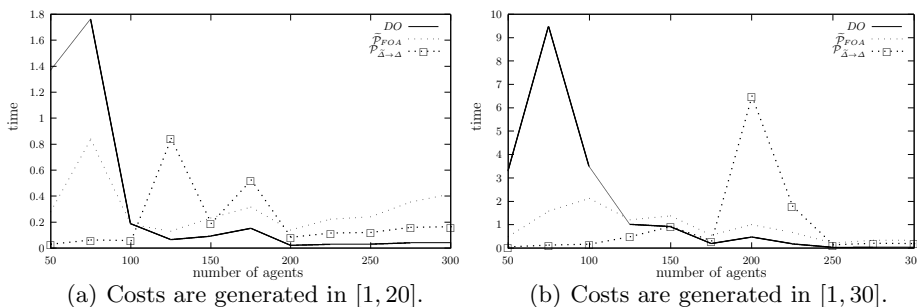 1.8
1.6
1.4
1.2
1
0.8
0.6
0.4
0.2
0
time
50 100 150 200 250 300
number of agents
DO
P̄_FOA
P_Δ̃→Δ
(a) Costs are generated in [1, 20].
10
9
8
7
6
5
4
3
2
1
0
time
50 100 150 200 250 300
number of agents
DO
P̄_FOA
P_Δ̃→Δ
(b) Costs are generated in [1, 30].